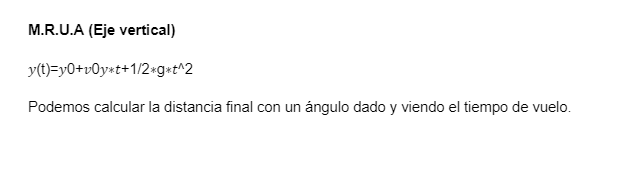 M.R.U.A (Eje vertical)
y(t)=y0+v0y*t+1/2*g*t^2
Podemos calcular la distancia final con un ángulo dado y viendo el tiempo de vuelo.